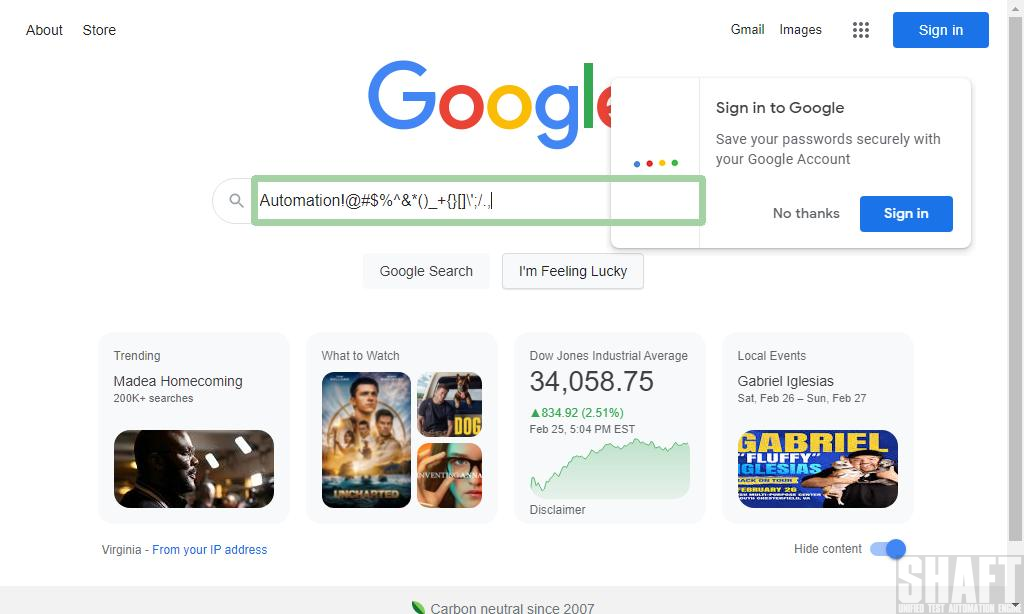 About Store
Gmail Images
Sign in
Google
Sign in to Google
Save your passwords securely with
your Google Account
No thanks
Sign in
Automation!@#$%^&*()_+{}[]\';/.,
Google Search
I'm Feeling Lucky
Trending
Madea Homecoming
200K+ searches
What to Watch
UNCHARTED
DOG
INVENTING ANNA
Dow Jones Industrial Average
34,058.75
▲834.92 (2.51%)
Feb 25, 5:04 PM EST
Disclaimer
Local Events
Gabriel Iglesias
Sat, Feb 26 – Sun, Feb 27
GABRIEL
"FLUFFY"
IGLESIAS
BACK ON TOUR
FEBRUARY 26
Virginia - From your IP address
Hide content
Carbon neutral since 2007
SHAFT
UNIFIED TEST AUTOMATION ENGINE